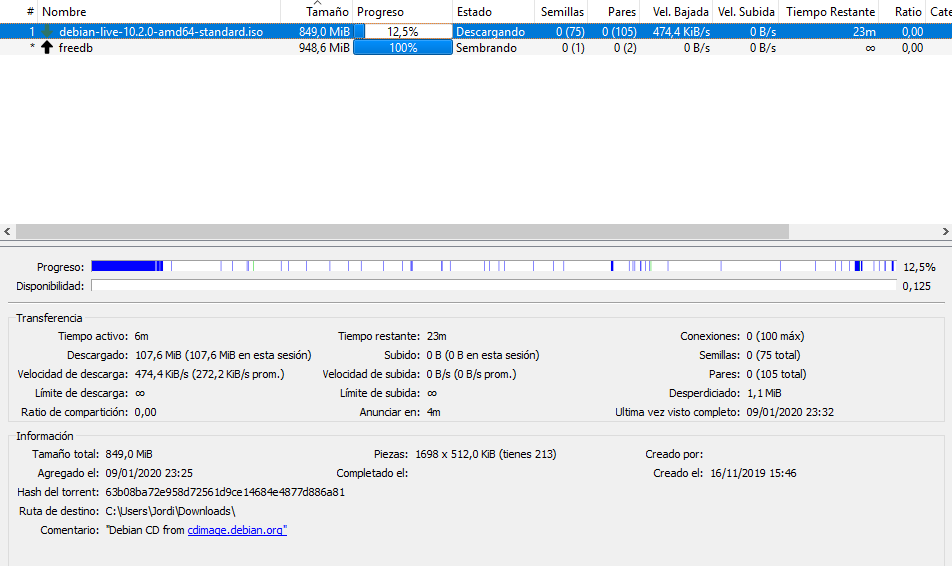 # Nombre Tamaño Progreso Estado Semillas Pares Vel. Bajada Vel. Subida Tiempo Restante Ratio Cate
1 debian-live-10.2.0-amd64-standard.iso 849,0 MiB 12,5% Descargando 0 (75) 0 (105) 474,4 KiB/s 0 B/s 23m 0,00
* freedb 948,6 MiB 100% Sembrando 0 (1) 0 (2) 0 B/s 0 B/s ∞ 0,00
Progreso: 12,5%
Disponibilidad: 0,125
Transferencia
Tiempo activo: 6m Tiempo restante: 23m Conexiones: 0 (100 máx)
Descargado: 107,6 MiB (107,6 MiB en esta sesión) Subido: 0 B (0 B en esta sesión) Semillas: 0 (75 total)
Velocidad de descarga: 474,4 KiB/s (272,2 KiB/s prom.) Velocidad de subida: 0 B/s (0 B/s prom.) Pares: 0 (105 total)
Límite de descarga: ∞ Límite de subida: ∞ Desperdiciado: 1,1 MiB
Ratio de compartición: 0,00 Anunciar en: 4m Ultima vez visto completo: 09/01/2020 23:32
Información
Tamaño total: 849,0 MiB Piezas: 1698 x 512,0 KiB (tienes 213) Creado por:
Agregado el: 09/01/2020 23:25 Completado el: Creado el: 16/11/2019 15:46
Hash del torrent: 63b08ba72e958d72561d9ce14684e4877d886a81
Ruta de destino: C:\Users\Jordi\Downloads\
Comentario: "Debian CD from cdimage.debian.org"